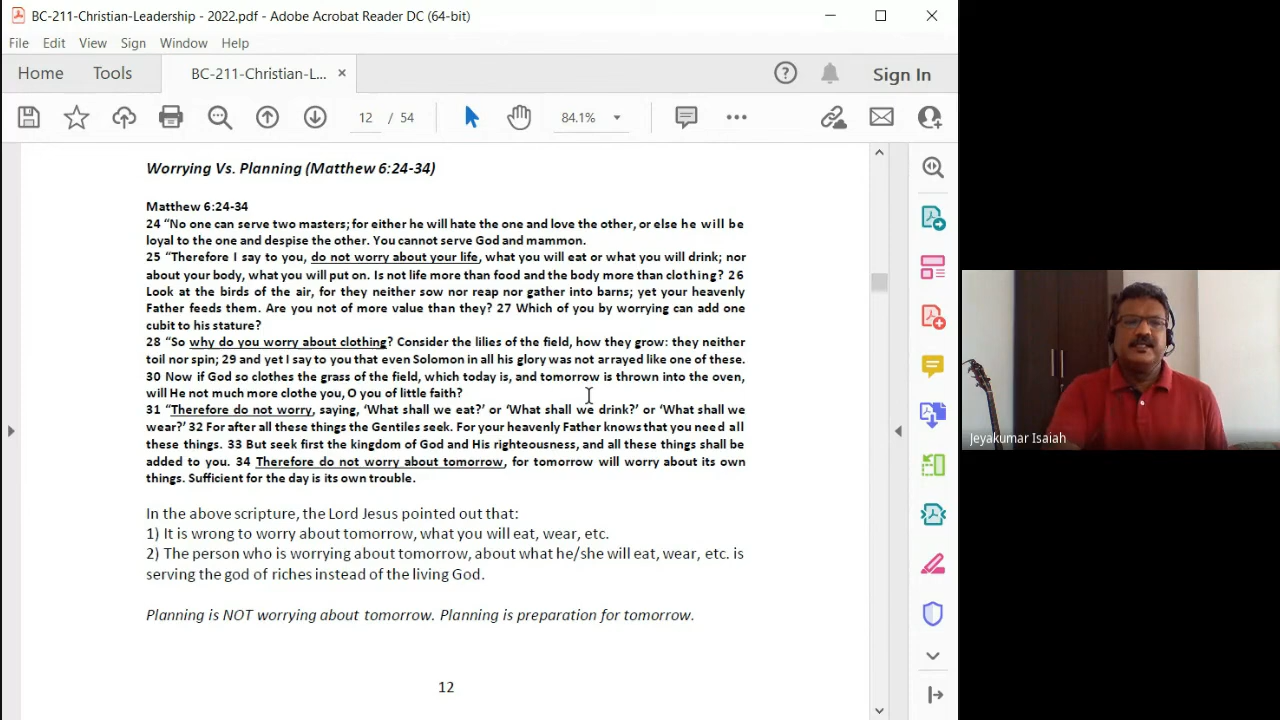 BC-211-Christian-Leadership - 2022.pdf - Adobe Acrobat Reader DC (64-bit)
File Edit View Sign Window Help
Home Tools BC-211-Christian-L... × Sign In
12 / 54 84.1%
Worrying Vs. Planning (Matthew 6:24-34)
Matthew 6:24-34
24 “No one can serve two masters; for either he will hate the one and love the other, or else he will be
loyal to the one and despise the other. You cannot serve God and mammon.
25 “Therefore I say to you, do not worry about your life, what you will eat or what you will drink; nor
about your body, what you will put on. Is not life more than food and the body more than clothing? 26
Look at the birds of the air, for they neither sow nor reap nor gather into barns; yet your heavenly
Father feeds them. Are you not of more value than they? 27 Which of you by worrying can add one
cubit to his stature?
28 “So why do you worry about clothing? Consider the lilies of the field, how they grow: they neither
toil nor spin; 29 and yet I say to you that even Solomon in all his glory was not arrayed like one of these.
30 Now if God so clothes the grass of the field, which today is, and tomorrow is thrown into the oven,
will He not much more clothe you, O you of little faith?
31 “Therefore do not worry, saying, ‘What shall we eat?’ or ‘What shall we drink?’ or ‘What shall we
wear?’ 32 For after all these things the Gentiles seek. For your heavenly Father knows that you need all
these things. 33 But seek first the kingdom of God and His righteousness, and all these things shall be
added to you. 34 Therefore do not worry about tomorrow, for tomorrow will worry about its own
things. Sufficient for the day is its own trouble.
In the above scripture, the Lord Jesus pointed out that:
1) It is wrong to worry about tomorrow, what you will eat, wear, etc.
2) The person who is worrying about tomorrow, about what he/she will eat, wear, etc. is
serving the god of riches instead of the living God.
Planning is NOT worrying about tomorrow. Planning is preparation for tomorrow.
12
Jeyakumar Isaiah